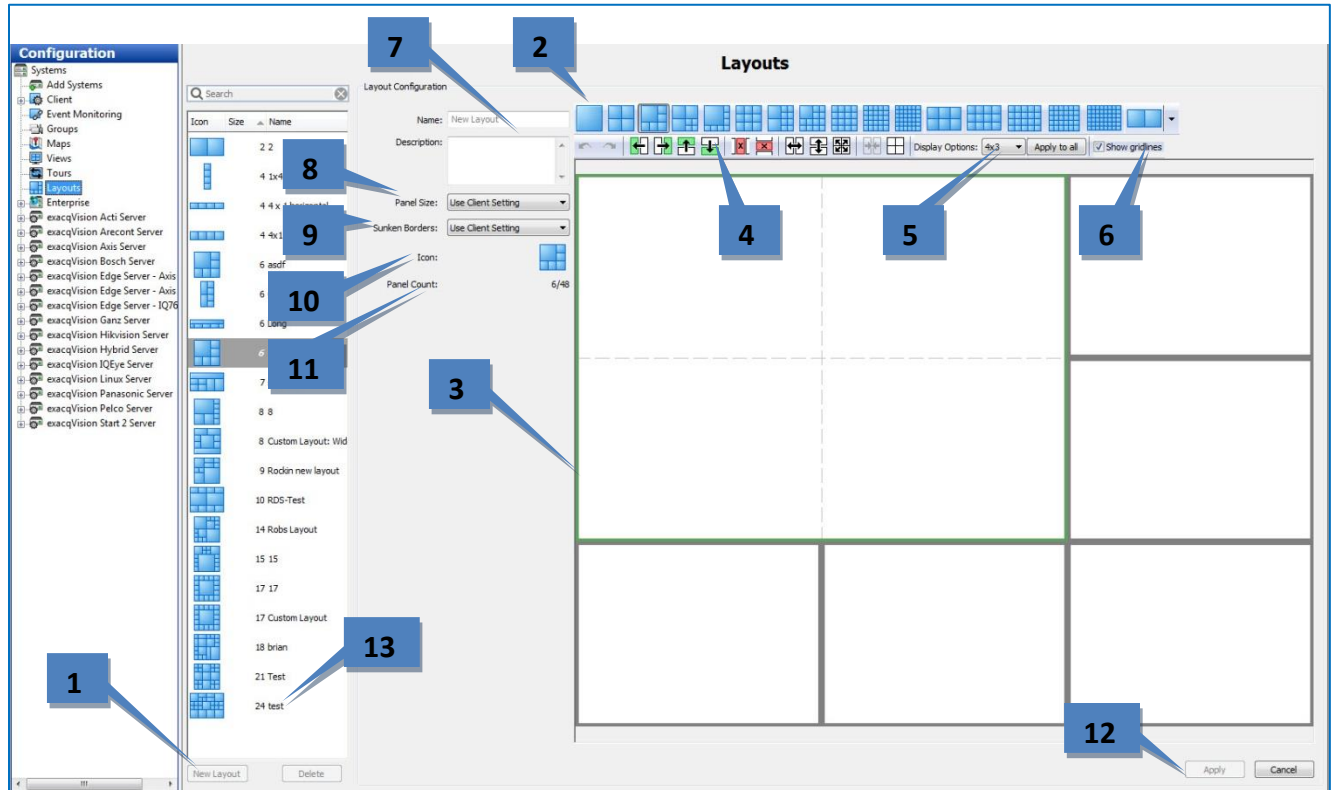 Layouts
Configuration
Systems
Add Systems
Client
Event Monitoring
Groups
Maps
Views
Tours
Layouts
Enterprise
exacqVision Acti Server
exacqVision Arecont Server
exacqVision Axis Server
exacqVision Bosch Server
exacqVision Edge Server - Axis
exacqVision Edge Server - Axis
exacqVision Edge Server - IQ76
exacqVision Ganz Server
exacqVision Hikvision Server
exacqVision Hybrid Server
exacqVision IQEye Server
exacqVision Linux Server
exacqVision Panasonic Server
exacqVision Pelco Server
exacqVision Start 2 Server
Search
Icon Size Name
2 2
4 1x4
4 4 x
4 4x1
6 asdf
6
6 Long
6
7
8 8
8 Custom Layout: Wid
9 Rockin new layout
10 RDS-Test
14 Robs Layout
15 15
17 17
17 Custom Layout
18 brian
21 Test
24 test
New Layout Delete
Layout Configuration
Name: New Layout
Description:
Panel Size: Use Client Setting
Sunken Borders: Use Client Setting
Icon:
Panel Count: 6/48
Display Options: 4x3 Apply to all Show gridlines
Apply Cancel
1
2
3
4
5
6
7
8
9
10
11
12
13